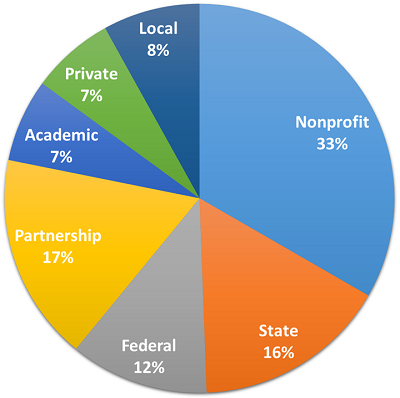 Local
8%
Private
7%
Nonprofit
33%
Academic
7%
Partnership
17%
State
16%
Federal
12%